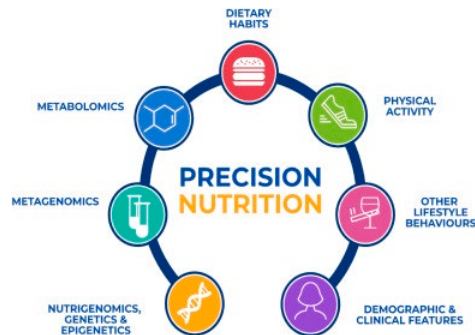 DIETARY
HABITS
METABOLOMICS
PHYSICAL
ACTIVITY
PRECISION
NUTRITION
METAGENOMICS
OTHER
LIFESTYLE
BEHAVIOURS
NUTRIGENOMICS,
GENETICS &
EPIGENETICS
DEMOGRAPHIC &
CLINICAL FEATURES